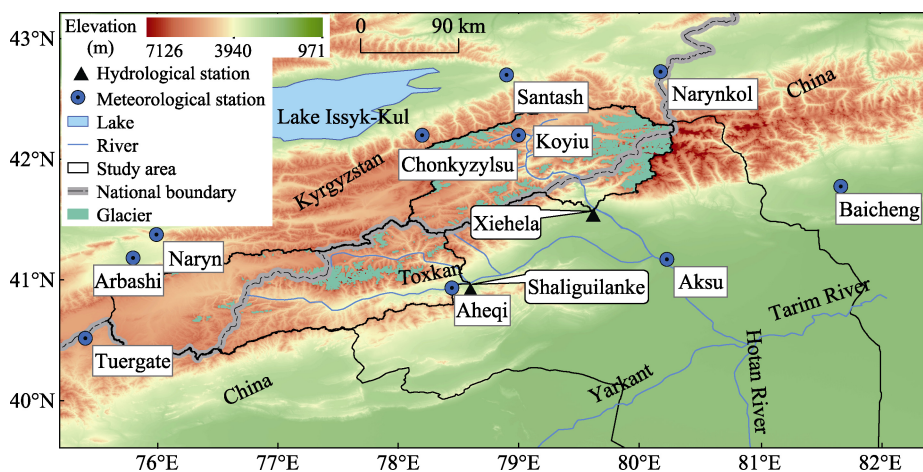 43°N
42°N
41°N
40°N
Elevation
(m)
7126 3940 971
Hydrological station
Meteorological station
Lake
River
Study area
National boundary
Glacier
0 90 km
Lake Issyk-Kul
Santash
Narynkol
China
Chonkyzylsu
Koyiu
Kyrgyzstan
Xiehela
Baicheng
Naryn
Arbashi
Toxkan
Shaliguilanke
Aksu
Aheqi
Tarim River
Tuergate
China
Yarkant
Hotan River
76°E 77°E 78°E 79°E 80°E 81°E 82°E